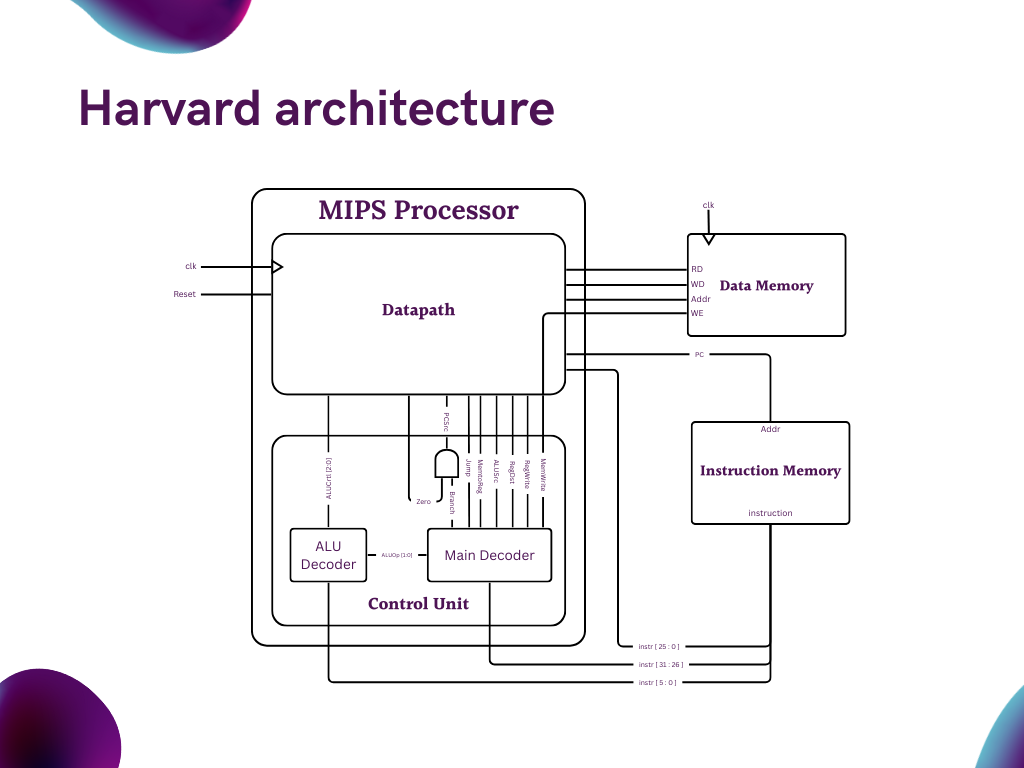 Harvard architecture
MIPS Processor
clk
Reset
Datapath
clk
RD
WD
Addr
WE
Data Memory
PC
Addr
Instruction Memory
instruction
PCSrc
ALUCnt1 [2:0]
Zero
Branch
Jump
MemtoReg
ALUSrc
RegDst
RegWrite
MemWrite
ALU
Decoder
ALUOp [1:0]
Main Decoder
Control Unit
instr [ 25 : 0 ]
instr [ 31 : 26 ]
instr [ 5 : 0 ]